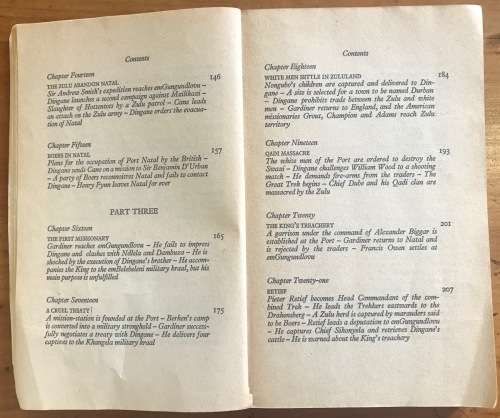 Contents
Chapter Fourteen
THE ZULU ABANDON NATAL 146
Sir Andrew Smith's expedition reaches emGungundlovu –
Dingane launches a second campaign against Mzilikazi –
Slaughter of Hottentots by a Zulu patrol – Cane leads
an attack on the Zulu army – Dingane orders the evacua-
tion of Natal
Chapter Fifteen
BOERS IN NATAL 157
Plans for the occupation of Port Natal by the British –
Dingane sends Cane on a mission to Sir Benjamin D'Urban
– A party of Boers reconnoitres Natal and fails to contact
Dingane – Henry Fynn leaves Natal for ever
PART THREE
Chapter Sixteen
THE FIRST MISSIONARY 165
Gardiner reaches emGungundlovu – He fails to impress
Dingane and clashes with Ndlela and Dambuza – He is
shocked by the execution of Dingane's brother – He accom-
panies the King to the emBelebeleni military kraal, but his
main purpose is unfulfilled
Chapter Seventeen
A CRUEL TREATY 175
A mission-station is founded at the Port – Berken's camp
is converted into a military stronghold – Gardiner success-
fully negotiates a treaty with Dingane – He delivers four
captives to the Khangela military kraal
Contents
Chapter Eighteen
WHITE MEN SETTLE IN ZULULAND 184
Nongubo's children are captured and delivered to Din-
gane – A site is selected for a town to be named Durban
– Dingane prohibits trade between the Zulu and white
men – Gardiner returns to England, and the American
missionaries Grout, Champion and Adams reach Zulu
territory
Chapter Nineteen
QADI MASSACRE 193
The white men of the Port are ordered to destroy the
Swazi – Dingane challenges William Wood to a shooting
match – He demands fire-arms from the traders – The
Great Trek begins – Chief Dube and his Qadi clan are
massacred by the Zulu
Chapter Twenty
THE KING'S TREACHERY 201
A garrison under the command of Alexander Biggar is
established at the Port – Gardiner returns to Natal and
is rejected by the traders – Francis Owen settles at
emGungundlovu
Chapter Twenty-one
RETIEF 207
Pieter Retief becomes Head Commandant of the com-
bined Trek – He leads the Trekkers eastwards to the
Drakensberg – A Zulu herd is captured by marauders said
to be Boers – Retief leads a deputation to emGungundlovu
– He captures Chief Sikonyela and retrieves Dingane's
cattle – He is warned about the King's treachery